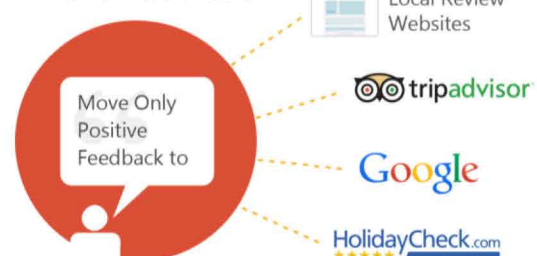 Local Review
Websites
Move Only
Positive
Feedback to
tripadvisor
Google
HolidayCheck.com